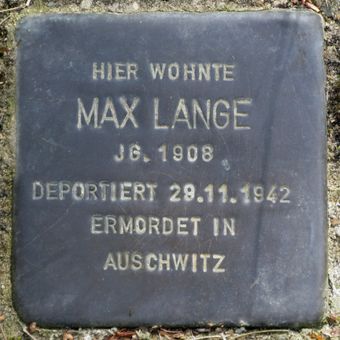 HIER WOHNTE
MAX LANGE
JG. 1908
DEPORTIERT 29.11.1942
ERMORDET IN
AUSCHWITZ